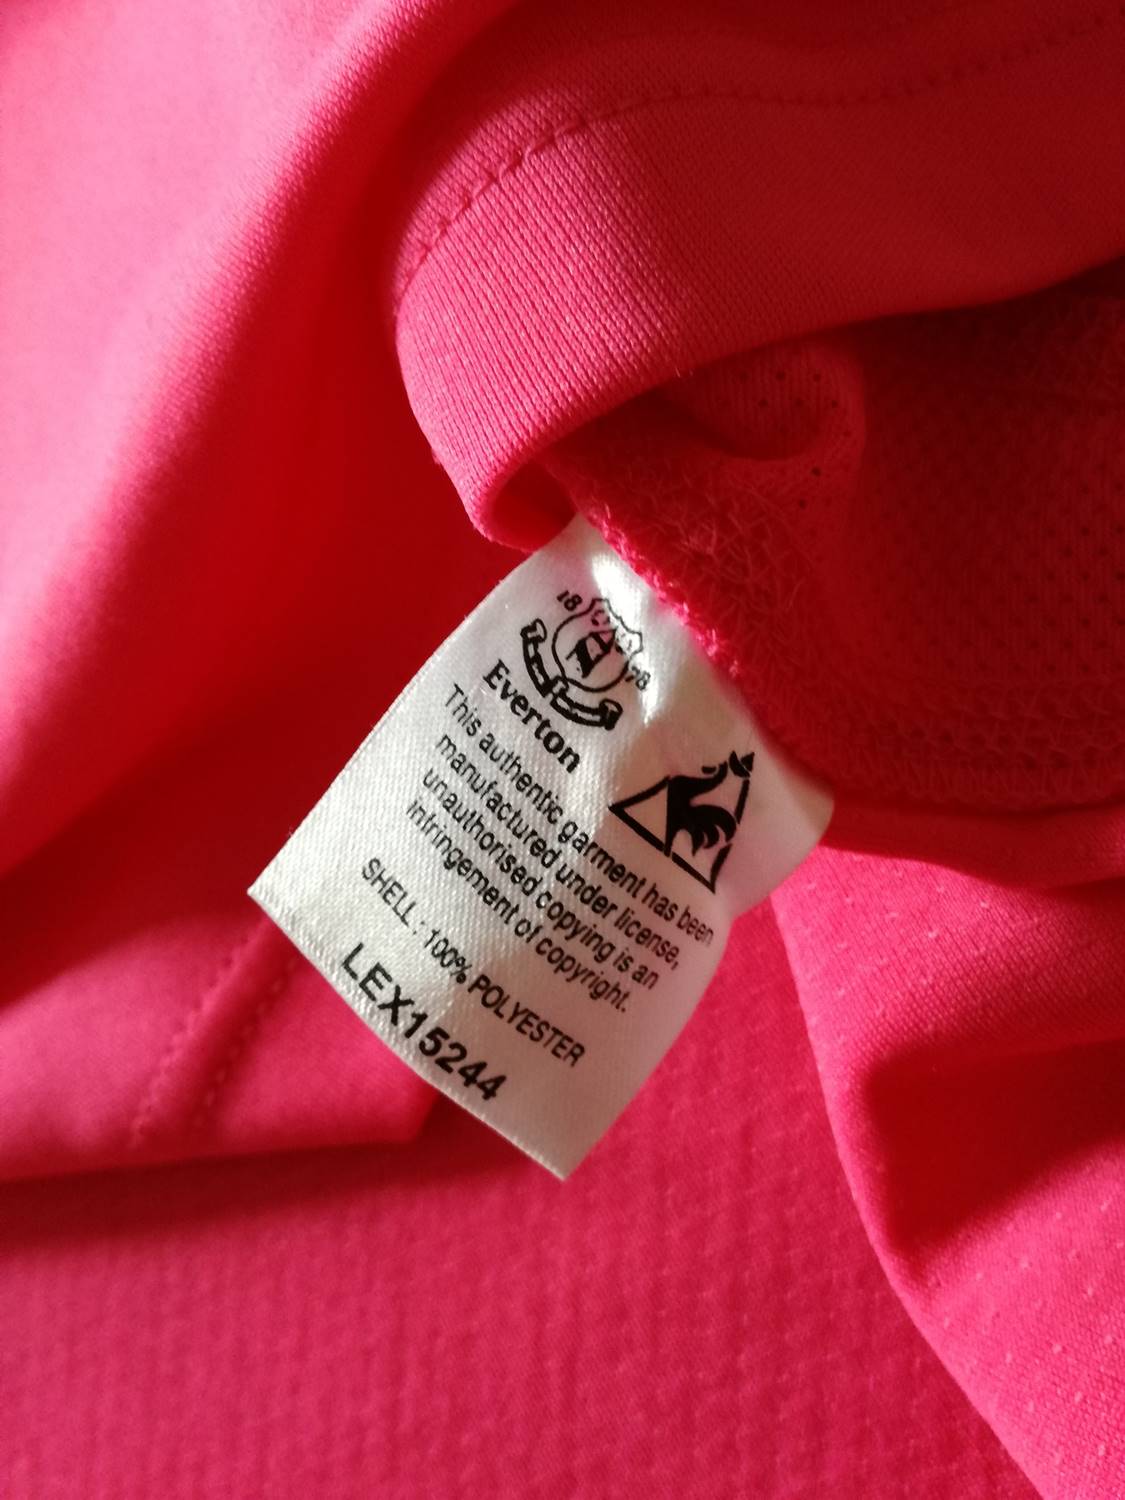 18 78
Everton
This authentic garment has been
manufactured under license,
unauthorised copying is an
infringement of copyright.
SHELL : 100% POLYESTER
LEX15244